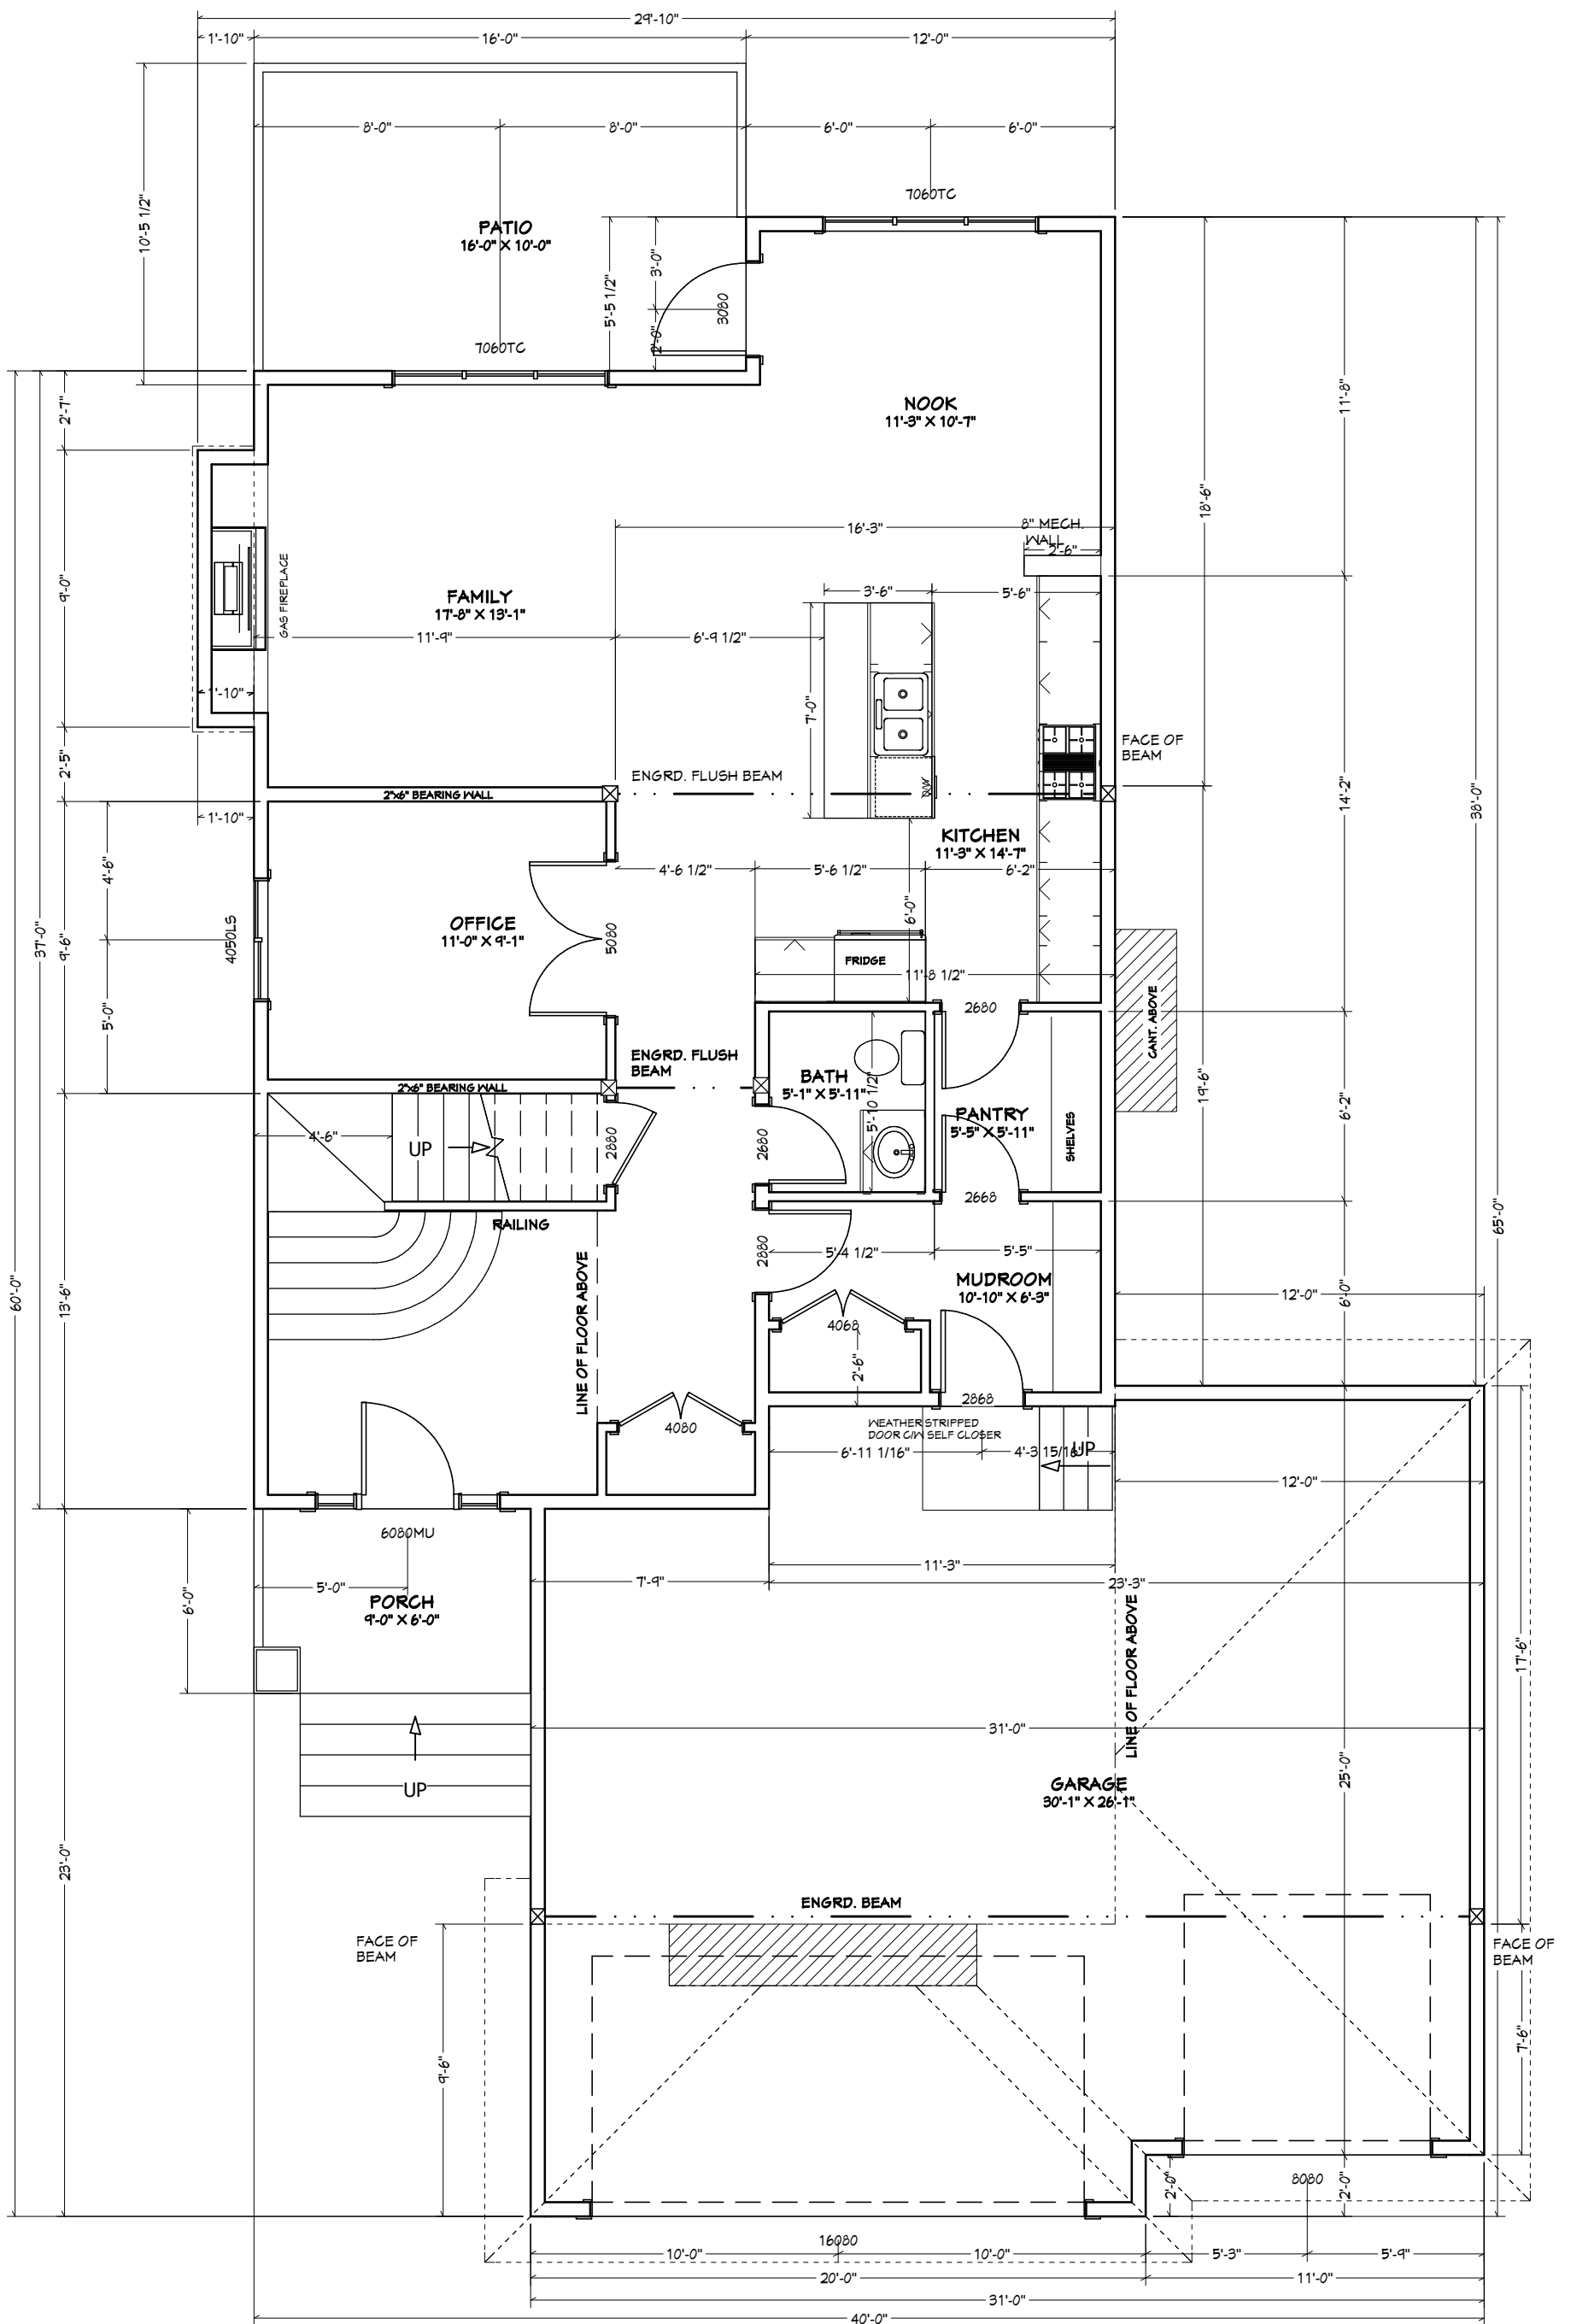 29'-10"
1'-10"
16'-0"
12'-0"
8'-0"
8'-0"
6'-0"
6'-0"
7060TC
10'-5 1/2"
PATIO
16'-0" X 10'-0"
5'-5 1/2"
3'-0"
2'-0"
3080
7060TC
NOOK
11'-3" X 10'-7"
2'-7"
11'-8"
18'-6"
16'-3"
8" MECH.
WALL
2'-6"
3'-6"
5'-6"
GAS FIREPLACE
FAMILY
17'-8" X 13'-1"
9'-0"
11'-9"
6'-9 1/2"
1'-10"
7'-0"
FACE OF
BEAM
2'-5"
ENGRD. FLUSH BEAM
D/W
2"x6" BEARING WALL
14'-2"
38'-0"
1'-10"
KITCHEN
11'-3" X 14'-7"
4'-6"
4'-6 1/2"
5'-6 1/2"
6'-2"
6'-0"
OFFICE
11'-0" X 9'-1"
4050LS
37'-0"
9'-6"
5080
FRIDGE
11'-8 1/2"
5'-0"
2680
CANT. ABOVE
ENGRD. FLUSH
BEAM
2"x6" BEARING WALL
BATH
5'-1" X 5'-11"
5'-10 1/2"
PANTRY
5'-5" X 5'-11"
SHELVES
19'-6"
6'-2"
4'-6"
UP
2880
2680
2668
RAILING
65'-0"
2880
5'-4 1/2"
5'-5"
MUDROOM
10'-10" X 6'-3"
60'-0"
13'-6"
LINE OF FLOOR ABOVE
12'-0"
6'-0"
4068
2'-6"
2868
4080
WEATHER STRIPPED
DOOR C/W SELF CLOSER
6'-11 1/16"
4'-3 15/16"
UP
12'-0"
6080MU
11'-3"
7'-9"
23'-3"
5'-0"
6'-0"
PORCH
9'-0" X 6'-0"
LINE OF FLOOR ABOVE
17'-6"
31'-0"
25'-0"
UP
GARAGE
30'-1" X 26'-1"
23'-0"
ENGRD. BEAM
FACE OF
BEAM
FACE OF
BEAM
9'-6"
7'-6"
2'-0"
8080
2'-0"
16080
10'-0"
10'-0"
5'-3"
5'-9"
20'-0"
11'-0"
31'-0"
40'-0"